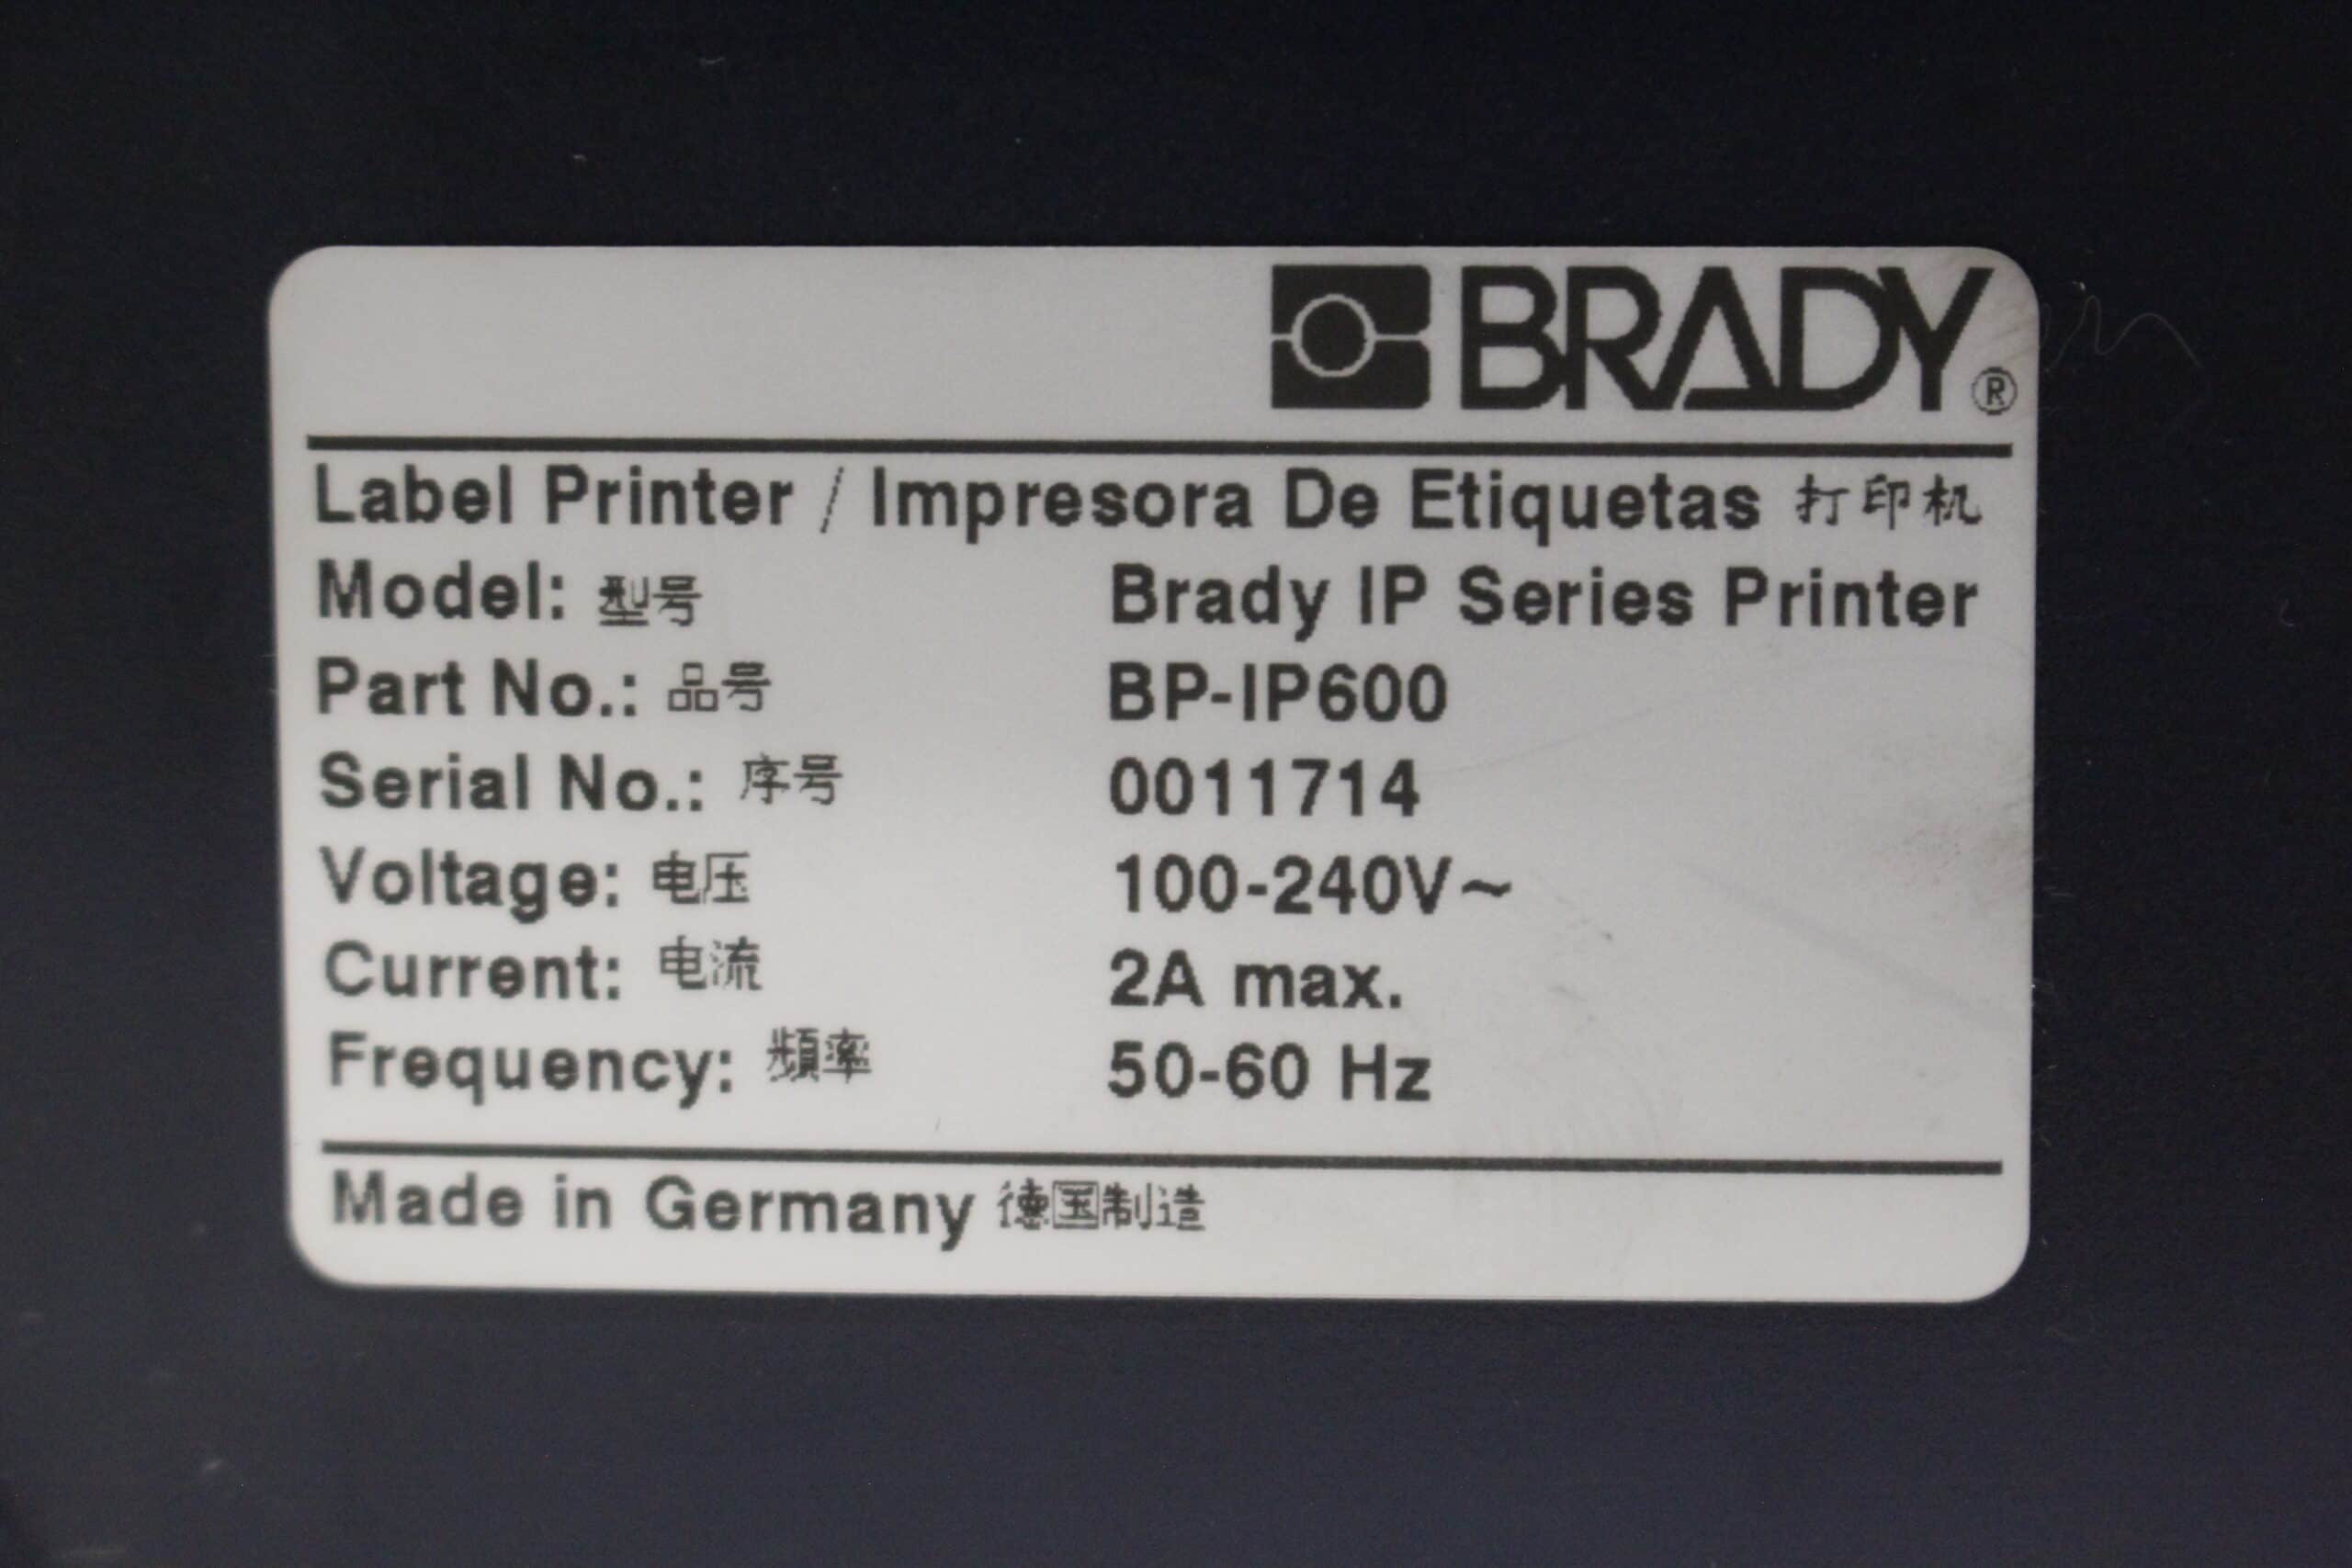 BRADY®
Label Printer / Impresora De Etiquetas 打印机
Model: 型号 Brady IP Series Printer
Part No.: 品号 BP-IP600
Serial No.: 序号 0011714
Voltage: 电压 100-240V~
Current: 电流 2A max.
Frequency: 頻率 50-60 Hz
Made in Germany 德国制造